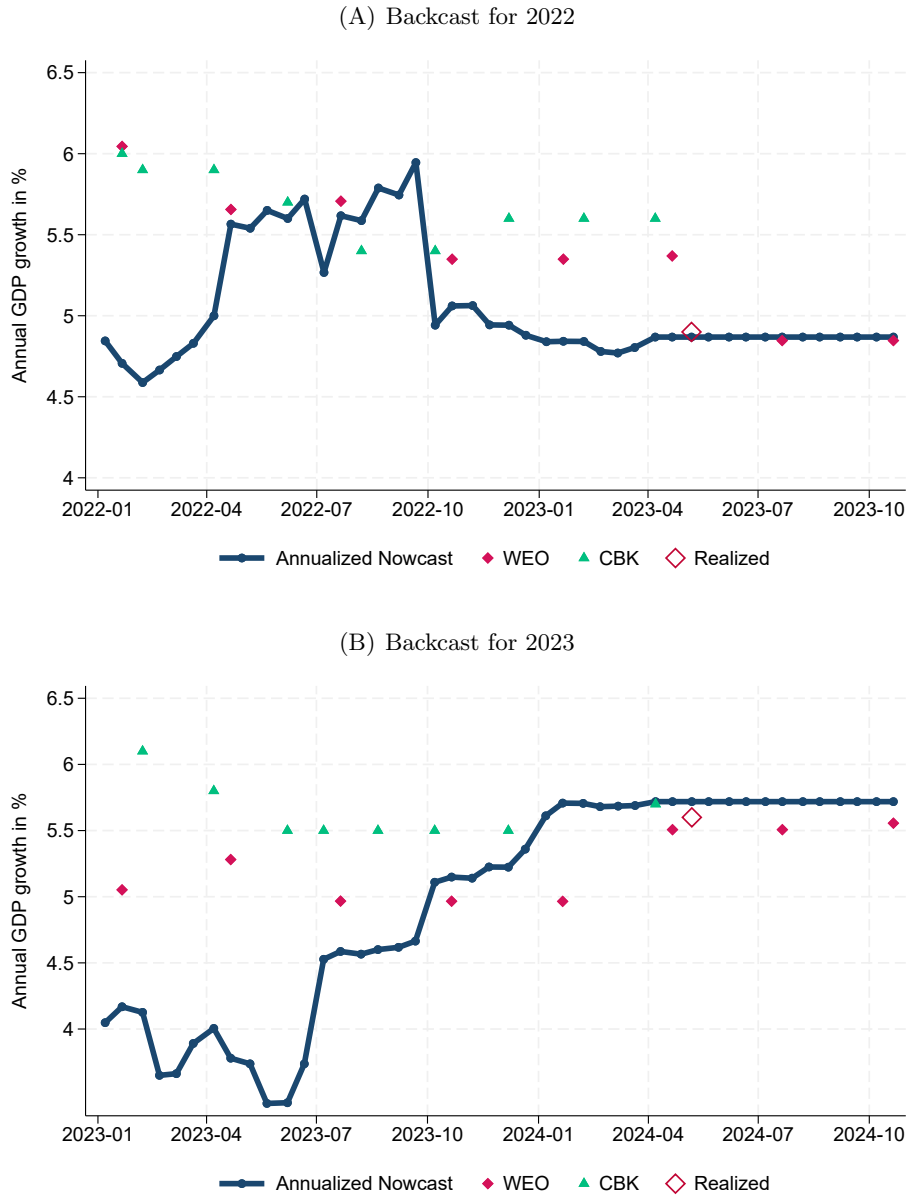 (A) Backcast for 2022
Annual GDP growth in %
6.5
6
5.5
5
4.5
4
2022-01 2022-04 2022-07 2022-10 2023-01 2023-04 2023-07 2023-10
Annualized Nowcast WEO CBK Realized
(B) Backcast for 2023
Annual GDP growth in %
6.5
6
5.5
5
4.5
4
2023-01 2023-04 2023-07 2023-10 2024-01 2024-04 2024-07 2024-10
Annualized Nowcast WEO CBK Realized